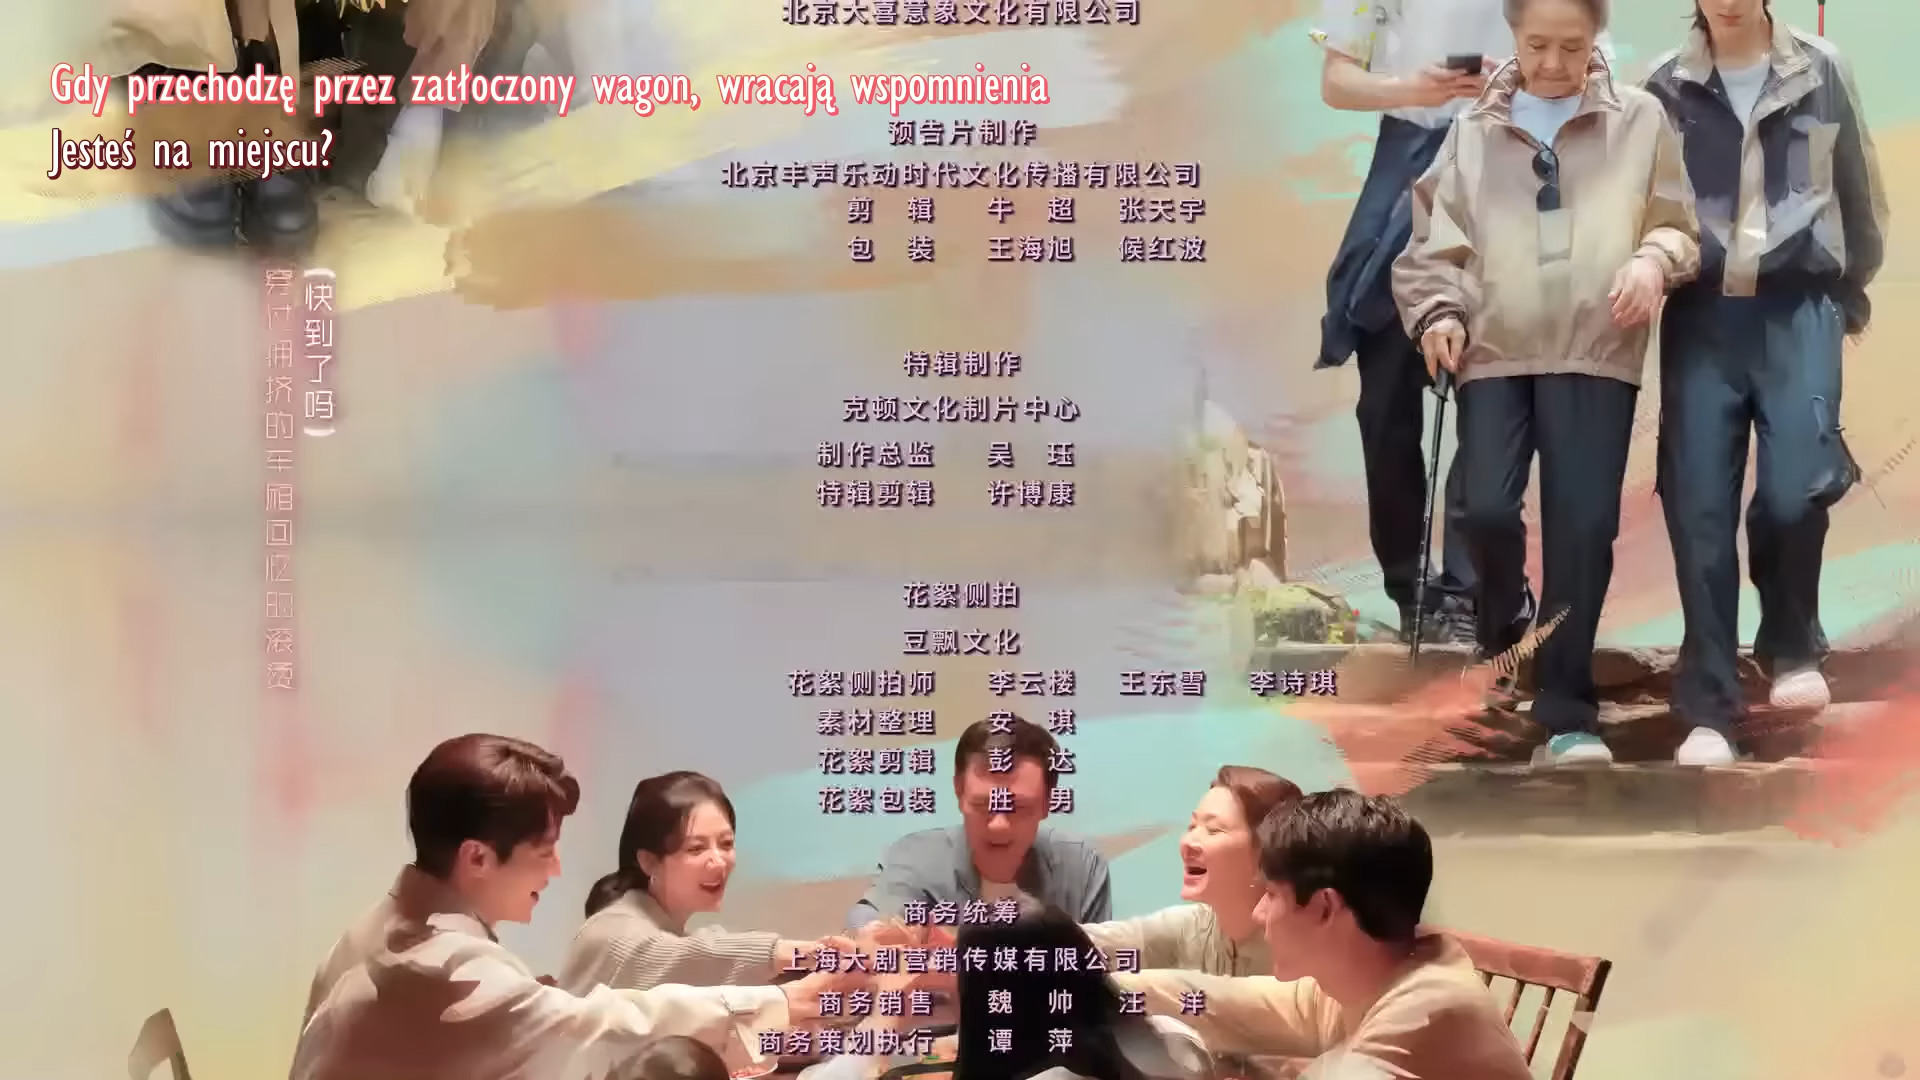 北京大喜意象文化有限公司
Gdy przechodzę przez zatłoczony wagon, wracają wspomnienia
Jesteś na miejscu?
预告片制作
北京丰声乐动时代文化传播有限公司
剪 辑 牛 超 张天宇
包 装 王海旭 候红波
(快到了吗)
穿过拥挤的车厢回忆的滚烫
特辑制作
克顿文化制片中心
制作总监 吴 珏
特辑剪辑 许博康
花絮侧拍
豆飘文化
花絮侧拍师 李云楼 王东雪 李诗琪
素材整理 安 琪
花絮剪辑 彭 达
花絮包装 胜 男
商务统筹
上海大剧营销传媒有限公司
商务销售 魏 帅 汪 洋
商务策划执行 谭 萍